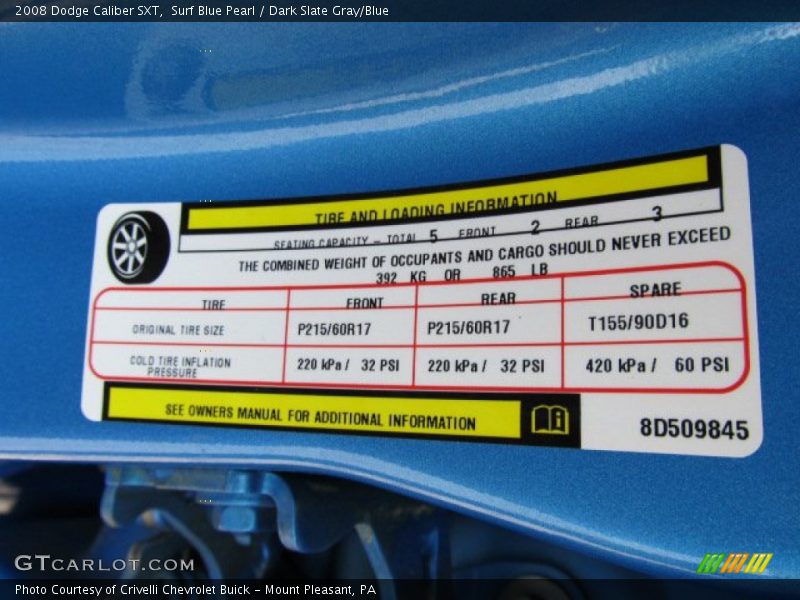 2008 Dodge Caliber SXT,  Surf Blue Pearl / Dark Slate Gray/Blue
TIRE AND LOADING INFORMATION
SEATING CAPACITY – TOTAL 5 FRONT 2 REAR 3
THE COMBINED WEIGHT OF OCCUPANTS AND CARGO SHOULD NEVER EXCEED
392 KG OR 865 LB
TIRE FRONT REAR SPARE
ORIGINAL TIRE SIZE P215/60R17 P215/60R17 T155/90D16
COLD TIRE INFLATION PRESSURE 220 kPa / 32 PSI 220 kPa / 32 PSI 420 kPa / 60 PSI
SEE OWNERS MANUAL FOR ADDITIONAL INFORMATION
8D509845
GTCARLOT.COM
Photo Courtesy of Crivelli Chevrolet Buick – Mount Pleasant, PA